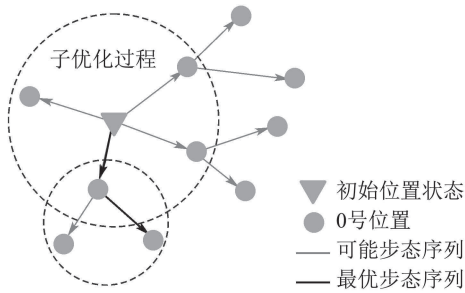 子优化过程
初始位置状态
0号位置
可能步态序列
最优步态序列